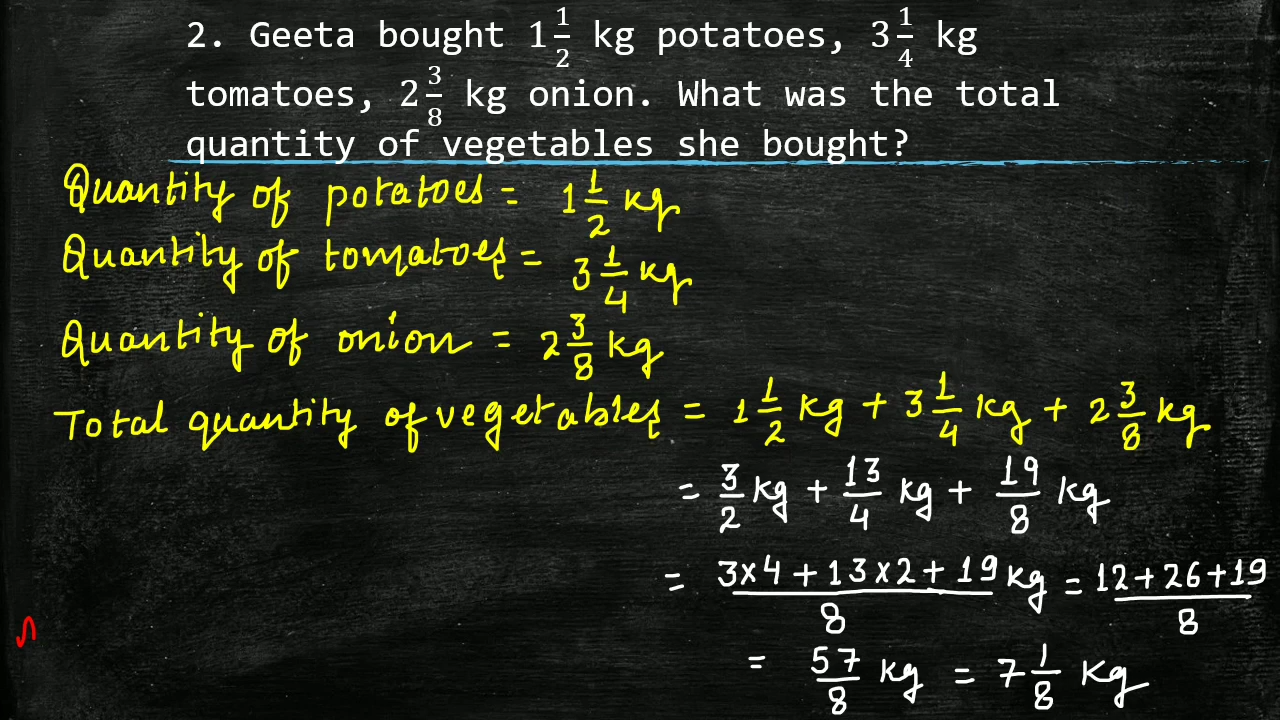 2. Geeta bought 1 1/2 kg potatoes, 3 1/4 kg
tomatoes, 2 3/8 kg onion. What was the total
quantity of vegetables she bought?
Quantity of potatoes = 1 1/2 kg
Quantity of tomatoes = 3 1/4 kg
Quantity of onion = 2 3/8 kg
Total quantity of vegetables = 1 1/2 kg + 3 1/4 kg + 2 3/8 kg
= 3/2 kg + 13/4 kg + 19/8 kg
= (3×4+13×2+19)/8 kg = (12+26+19)/8
= 57/8 kg = 7 1/8 kg